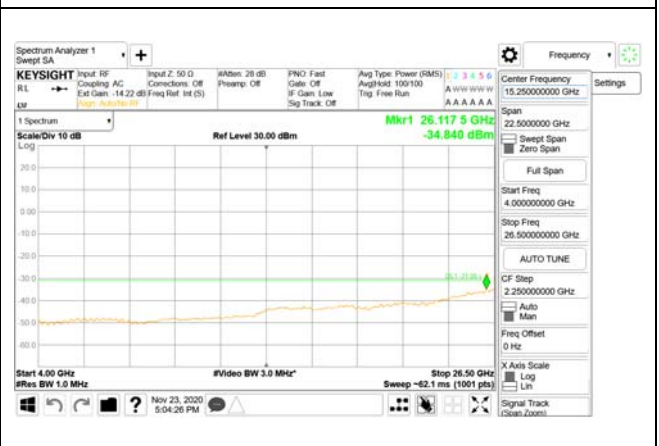 Spectrum Analyzer 1
Swept SA
Frequency
KEYSIGHT
RL
Input: RF
Coupling: AC
Ext Gain: -14.22 dB
Align: Auto/No RF
Input Z: 50 Ω
Corrections: Off
Freq Ref: Int (S)
#Atten: 28 dB
Preamp: Off
PNO: Fast
Gate: Off
IF Gain: Low
Sig Track: Off
Avg Type: Power (RMS)
Avg|Hold: 100/100
Trig: Free Run
1 2 3 4 5 6
A W W W W W
A A A A A A
1 Spectrum
Scale/Div 10 dB
Log
Ref Level 30.00 dBm
Mkr1 26.117 5 GHz
-34.840 dBm
20.0
10.0
0.00
-10.0
-20.0
-30.0
-40.0
-50.0
-60.0
Start 4.00 GHz
#Res BW 1.0 MHz
#Video BW 3.0 MHz*
Stop 26.50 GHz
Sweep ~62.1 ms (1001 pts)
Nov 23, 2020
5:04:26 PM
Center Frequency
15.250000000 GHz
Settings
Span
22.5000000 GHz
Swept Span
Zero Span
Full Span
Start Freq
4.000000000 GHz
Stop Freq
26.500000000 GHz
AUTO TUNE
CF Step
2.250000000 GHz
Auto
Man
Freq Offset
0 Hz
X Axis Scale
Log
Lin
Signal Track
(Span Zoom)